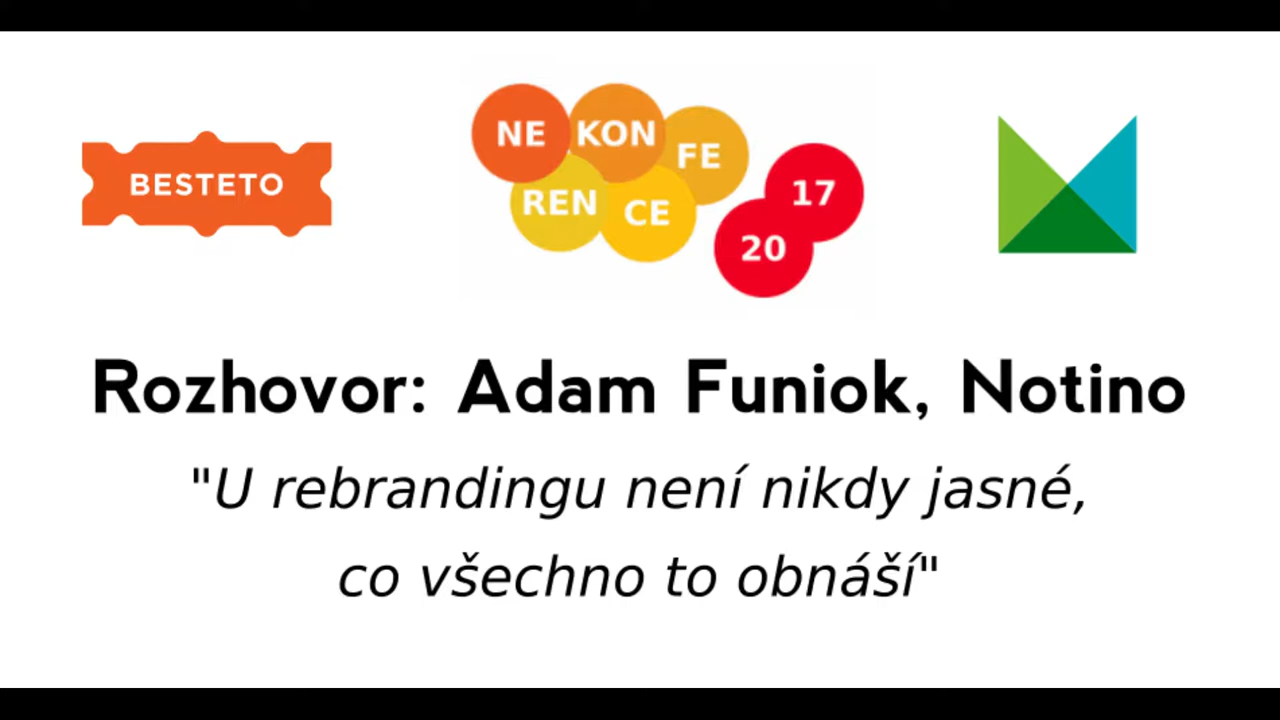 BESTETO
NE KON FE
REN CE
17
20
Rozhovor: Adam Funiok, Notino
"U rebrandingu není nikdy jasné,
co všechno to obnáší"